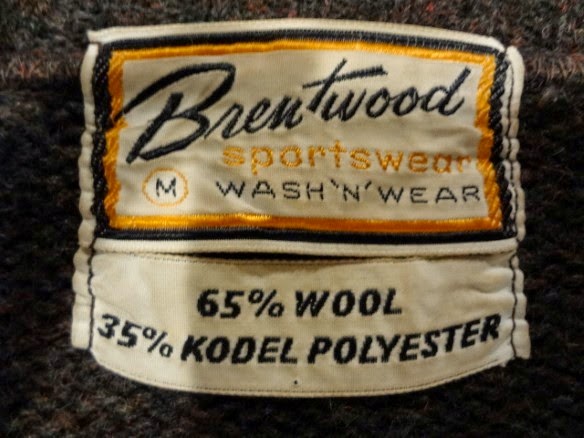 Brentwood
sportswear
M WASH 'N' WEAR
65% WOOL
35% KODEL POLYESTER